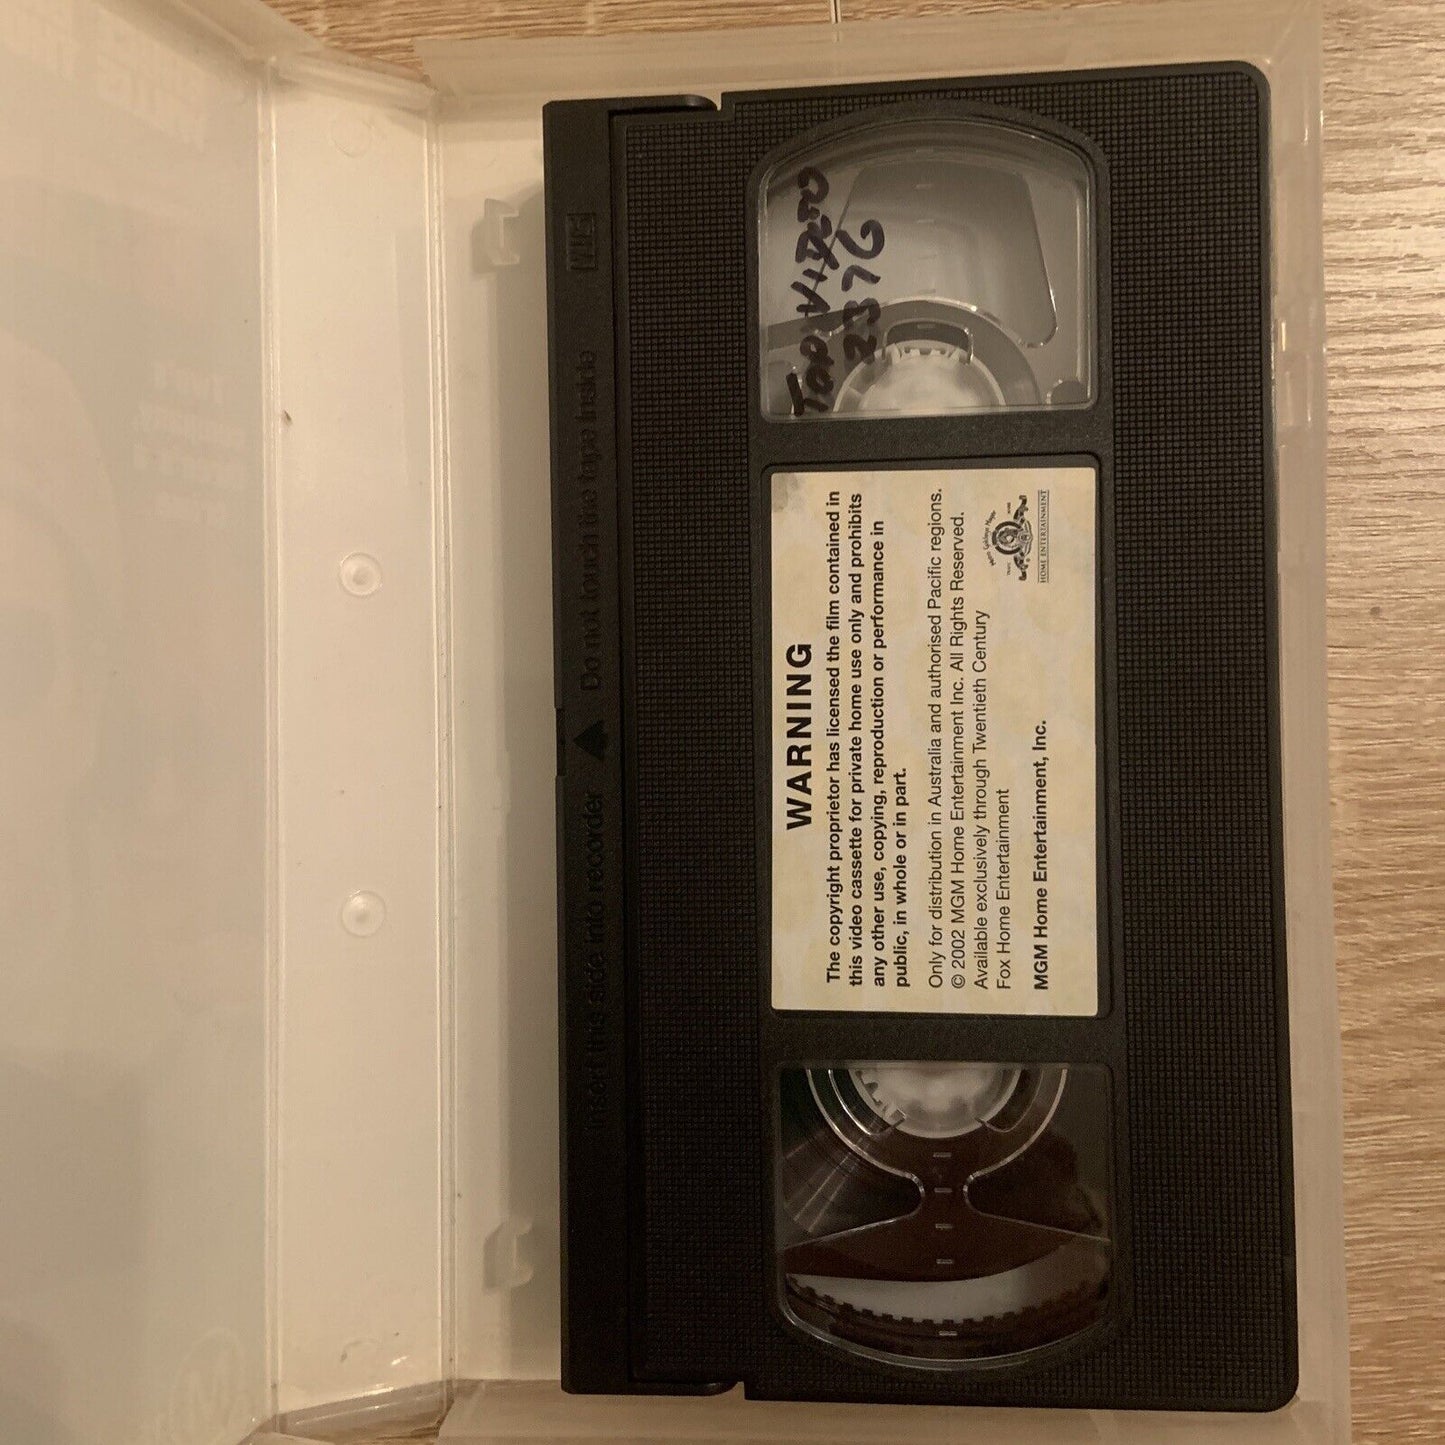 TOP VIDEO
2376
WARNING
The copyright proprietor has licensed the film contained in
this video cassette for private home use only and prohibits
any other use, copying, reproduction or performance in
public, in whole or in part.
Only for distribution in Australia and authorised Pacific regions.
© 2002 MGM Home Entertainment Inc. All Rights Reserved.
Available exclusively through Twentieth Century
Fox Home Entertainment
MGM Home Entertainment, Inc.
HOME ENTERTAINMENT
Insert this side into recorder ▲ Do not touch the tape inside